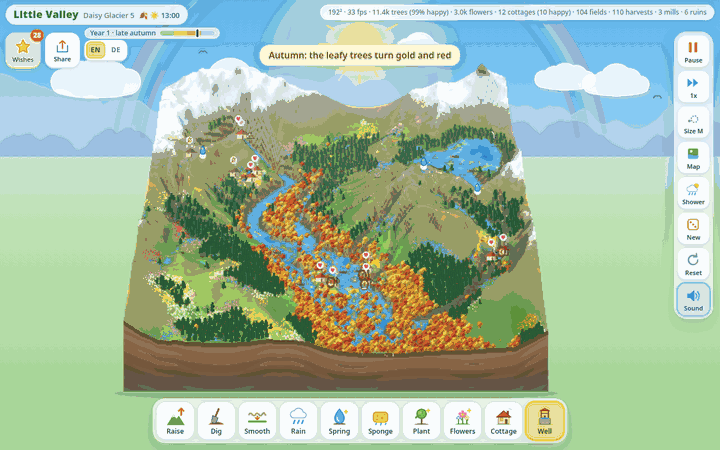 Little Valley Daisy Glacier 5 13:00
192² · 33 fps · 11.4k trees (99% happy) · 3.0k flowers · 12 cottages (10 happy) · 104 fields · 110 harvests · 3 mills · 6 ruins
Year 1 · late autumn
28
Wishes
Share
EN DE
Autumn: the leafy trees turn gold and red
Pause
1x
Size M
Map
Shower
New
Reset
Sound
Raise Dig Smooth Rain Spring Sponge Plant Flowers Cottage Well